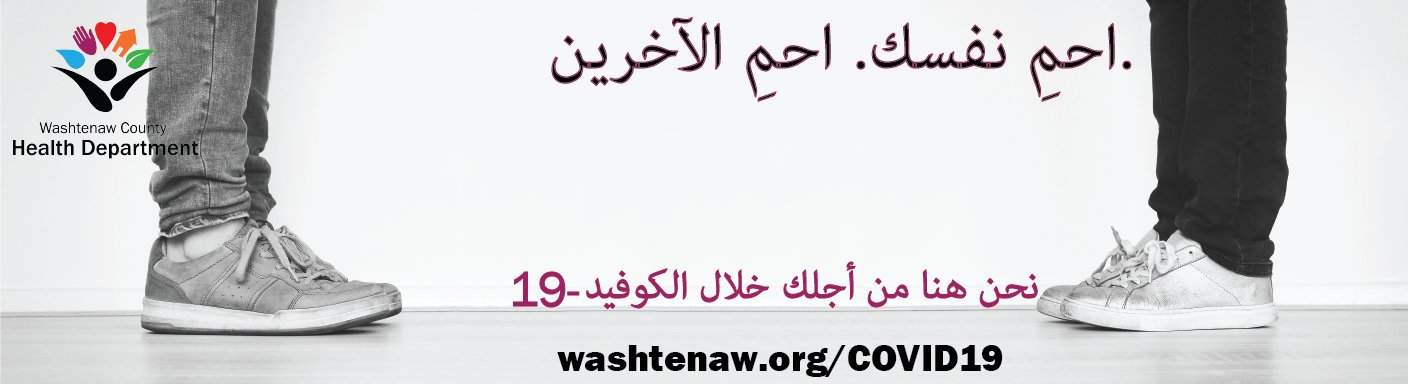 Washtenaw County
Health Department
احمِ نفسك. احمِ الآخرين.
نحن هنا من أجلك خلال الكوفيد-19
washtenaw.org/COVID19